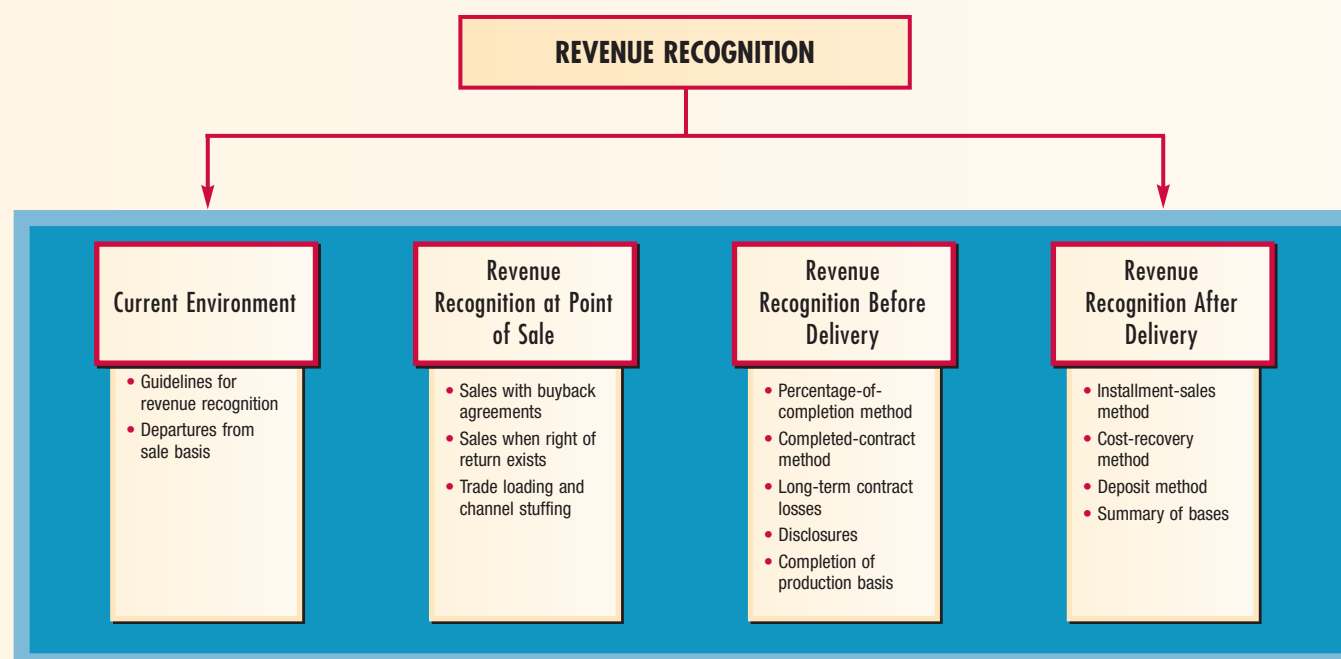 REVENUE RECOGNITION
Current Environment
• Guidelines for
revenue recognition
• Departures from
sale basis
Revenue
Recognition at Point
of Sale
• Sales with buyback
agreements
• Sales when right of
return exists
• Trade loading and
channel stuffing
Revenue
Recognition Before
Delivery
• Percentage-of-
completion method
• Completed-contract
method
• Long-term contract
losses
• Disclosures
• Completion of
production basis
Revenue
Recognition After
Delivery
• Installment-sales
method
• Cost-recovery
method
• Deposit method
• Summary of bases